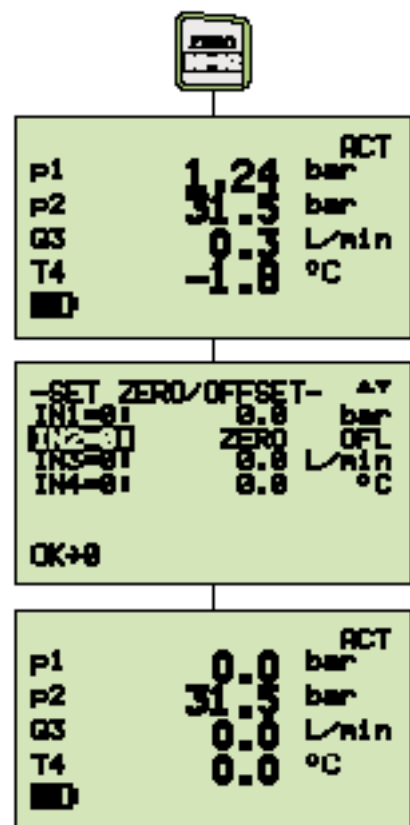 ZERO
ACT
p1 1.24 bar
p2 31.5 bar
Q3 0.3 L/min
T4 -1.8 °C
-SET ZERO/OFFSET- ▲▼
IN1=0: 0.0 bar
IN2=0: ZERO OFL
IN3=0: 0.0 L/min
IN4=0: 0.0 °C
OK→0
ACT
p1 0.0 bar
p2 31.5 bar
Q3 0.0 L/min
T4 0.0 °C